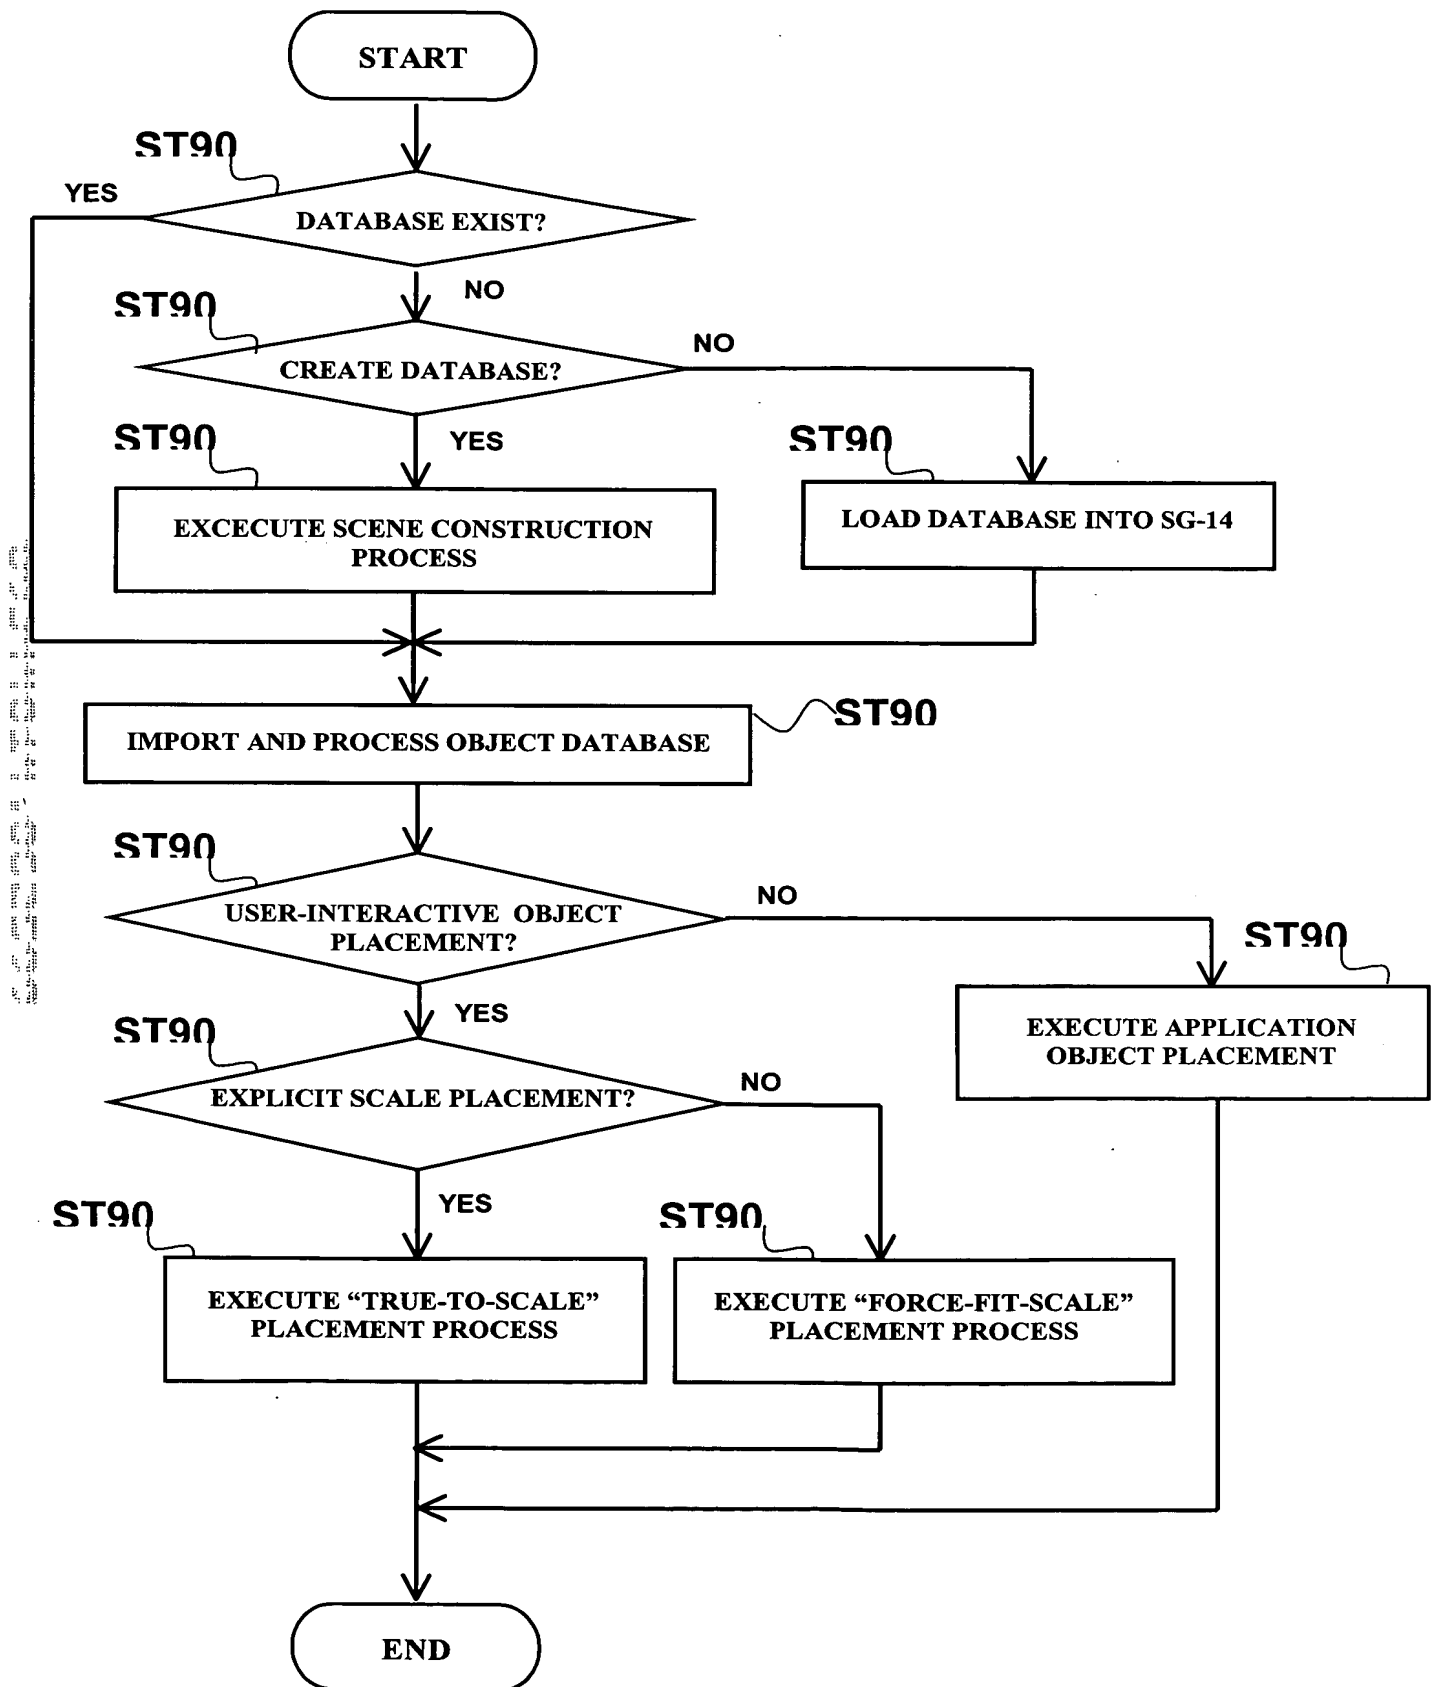 START
ST90
YES
DATABASE EXIST?
NO
ST90
CREATE DATABASE?
NO
ST90
YES
ST90
EXCECUTE SCENE CONSTRUCTION
PROCESS
LOAD DATABASE INTO SG-14
ST90
IMPORT AND PROCESS OBJECT DATABASE
ST90
USER-INTERACTIVE OBJECT
PLACEMENT?
NO
ST90
YES
EXECUTE APPLICATION
OBJECT PLACEMENT
ST90
EXPLICIT SCALE PLACEMENT?
NO
YES
ST90
ST90
EXECUTE “TRUE-TO-SCALE”
PLACEMENT PROCESS
EXECUTE “FORCE-FIT-SCALE”
PLACEMENT PROCESS
END